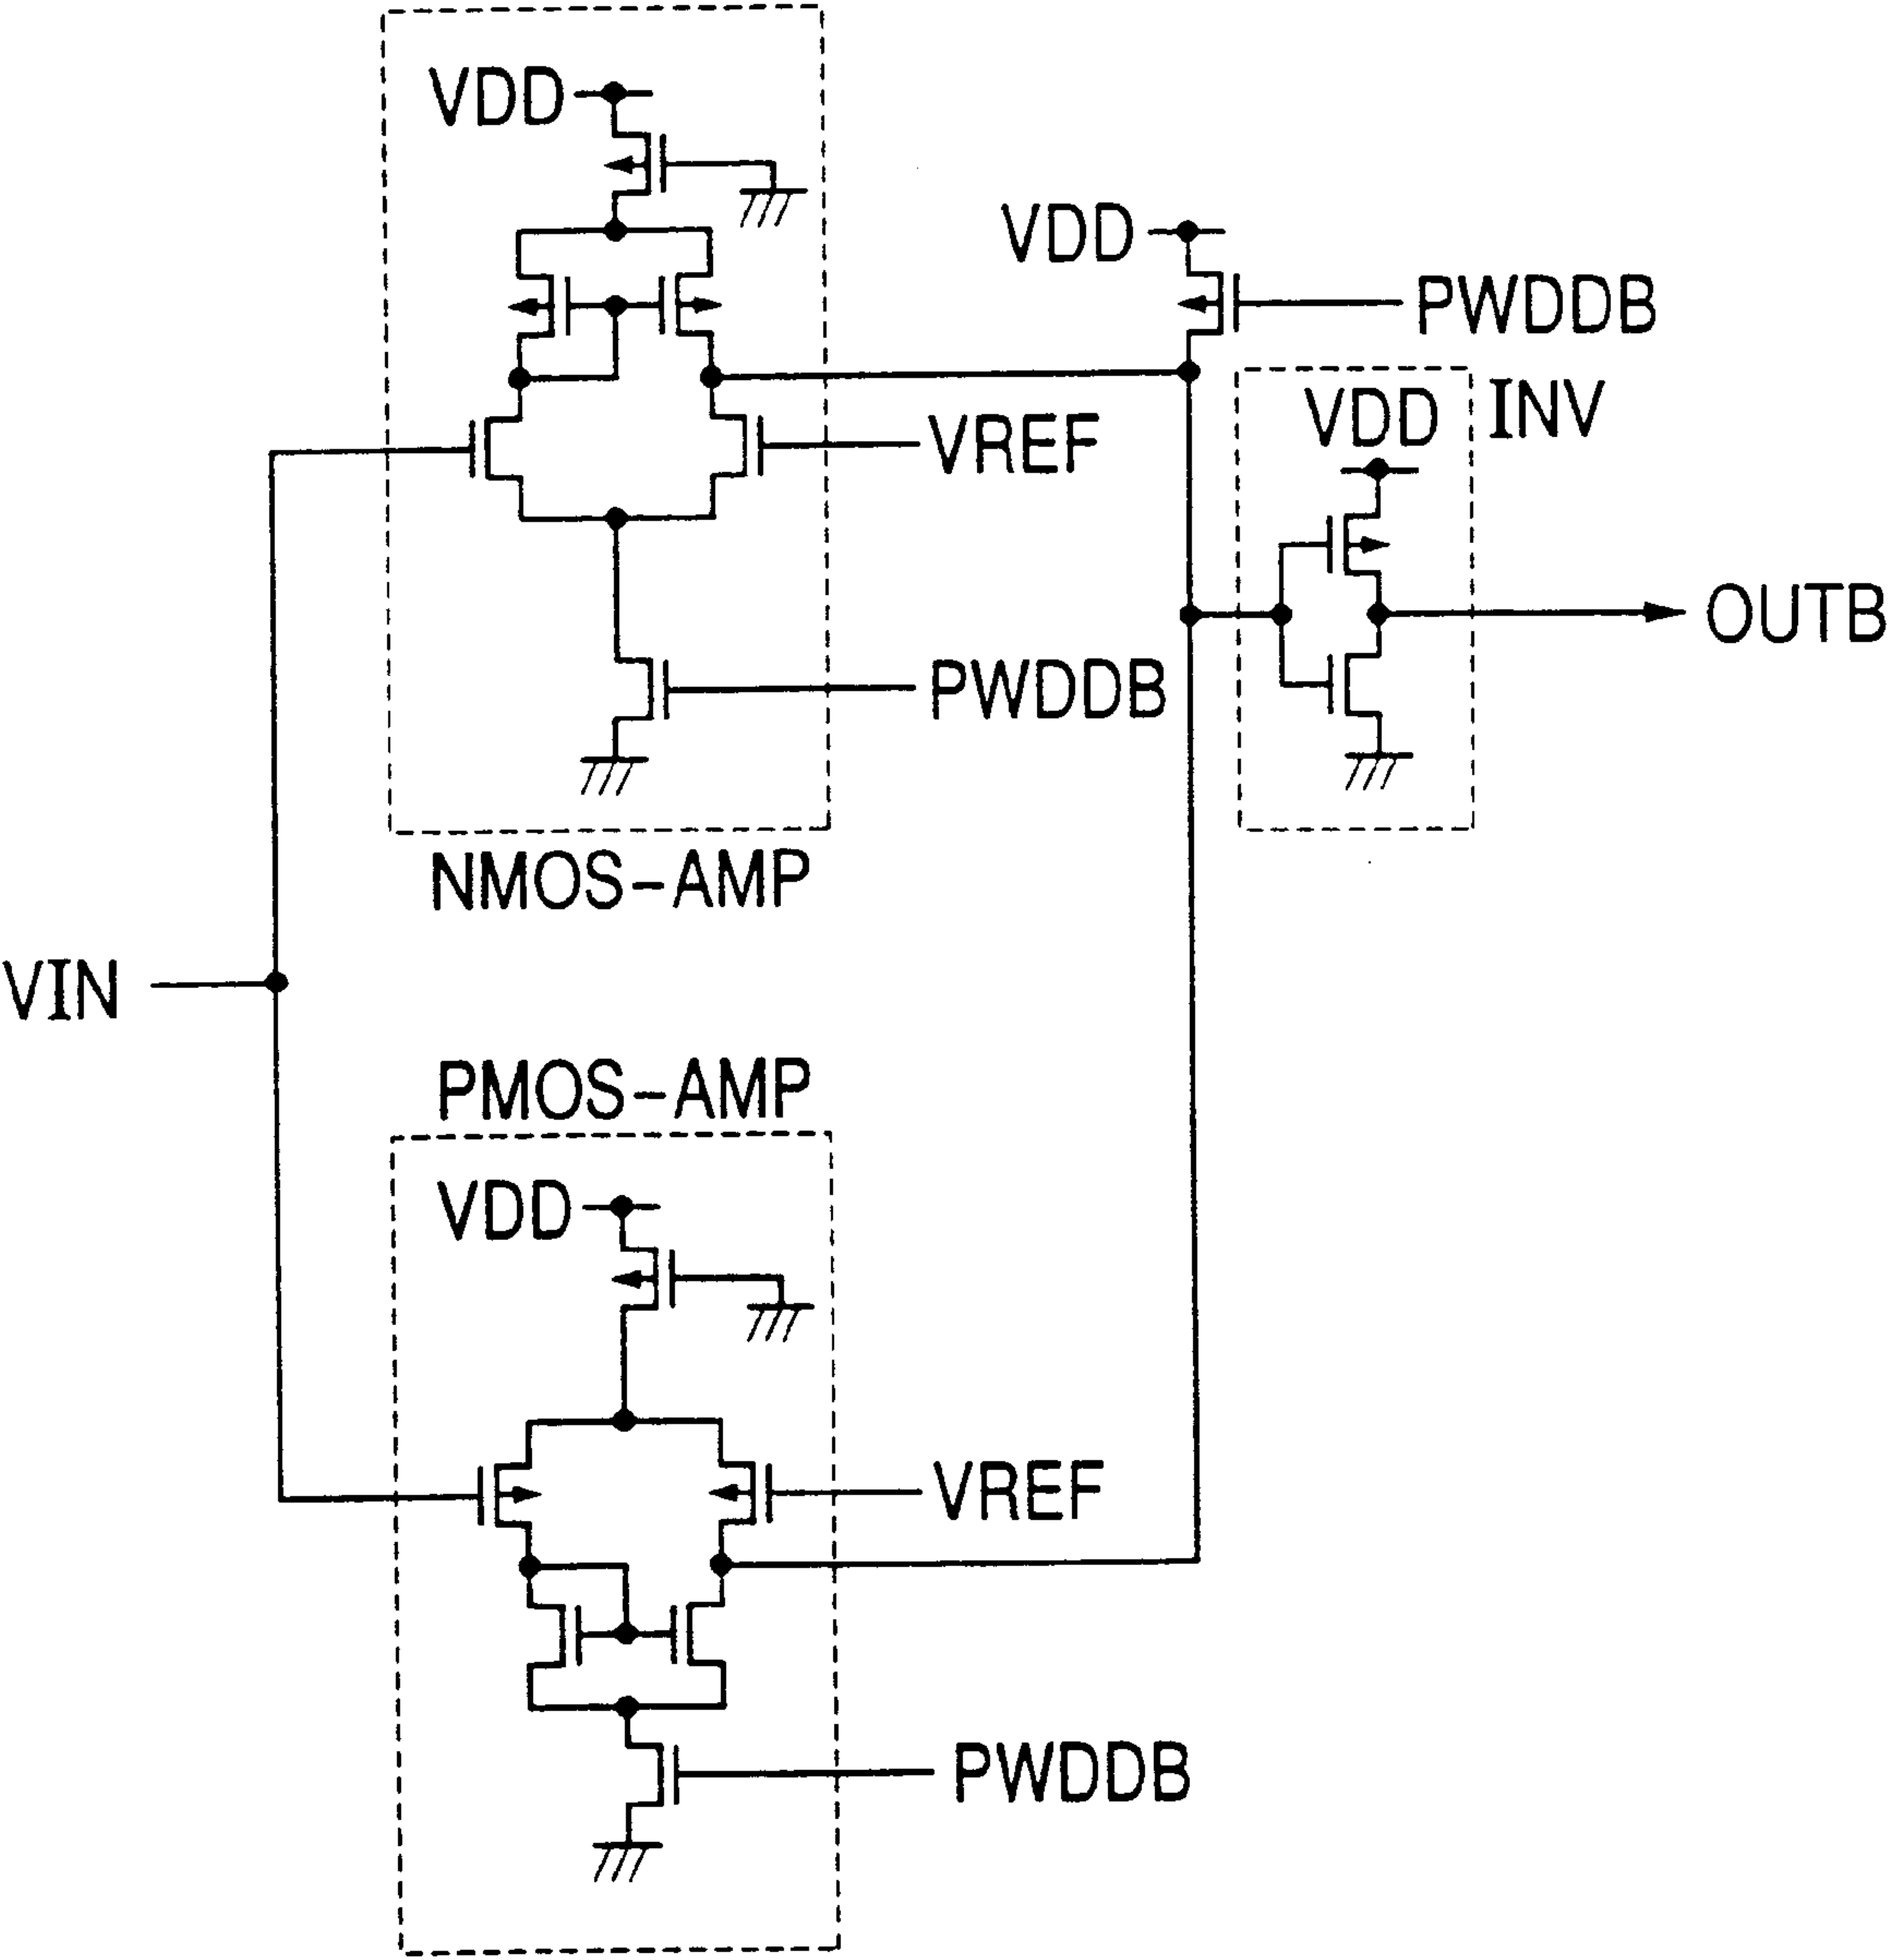 VDD
VDD
PWDDB
VREF
VDD
INV
OUTB
PWDDB
NMOS-AMP
VIN
PMOS-AMP
VDD
VREF
PWDDB